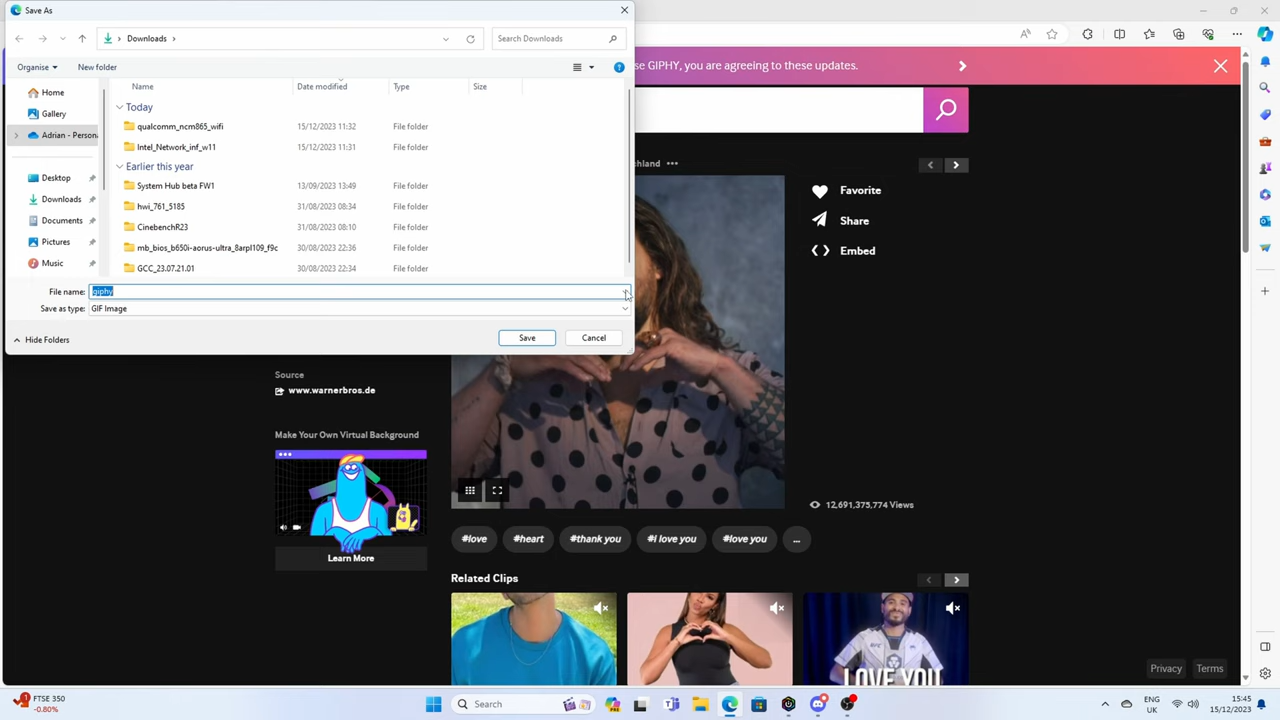 Save As
Downloads
Search Downloads
Organise
New folder
Home
Gallery
Adrian - Persona
Desktop
Downloads
Documents
Pictures
Music
Name
Date modified
Type
Size
Today
qualcomm_ncm865_wifi 15/12/2023 11:32 File folder
Intel_Network_inf_w11 15/12/2023 11:31 File folder
Earlier this year
System Hub beta FW1 13/09/2023 13:49 File folder
hwi_761_5185 31/08/2023 08:34 File folder
CinebenchR23 31/08/2023 08:10 File folder
mb_bios_b650i-aorus-ultra_8arpl109_f9c 30/08/2023 22:36 File folder
GCC_23.07.21.01 30/08/2023 22:34 File folder
File name: giphy
Save as type: GIF Image
Hide Folders
Save
Cancel
se GIPHY, you are agreeing to these updates.
hland
Favorite
Share
Embed
Source
www.warnerbros.de
Make Your Own Virtual Background
Learn More
12,691,375,774 Views
#love
#heart
#thank you
#I love you
#love you
...
Related Clips
LOVE YOU
Privacy
Terms
FTSE 350
-0.80%
Search
ENG
UK
15:45
15/12/2023